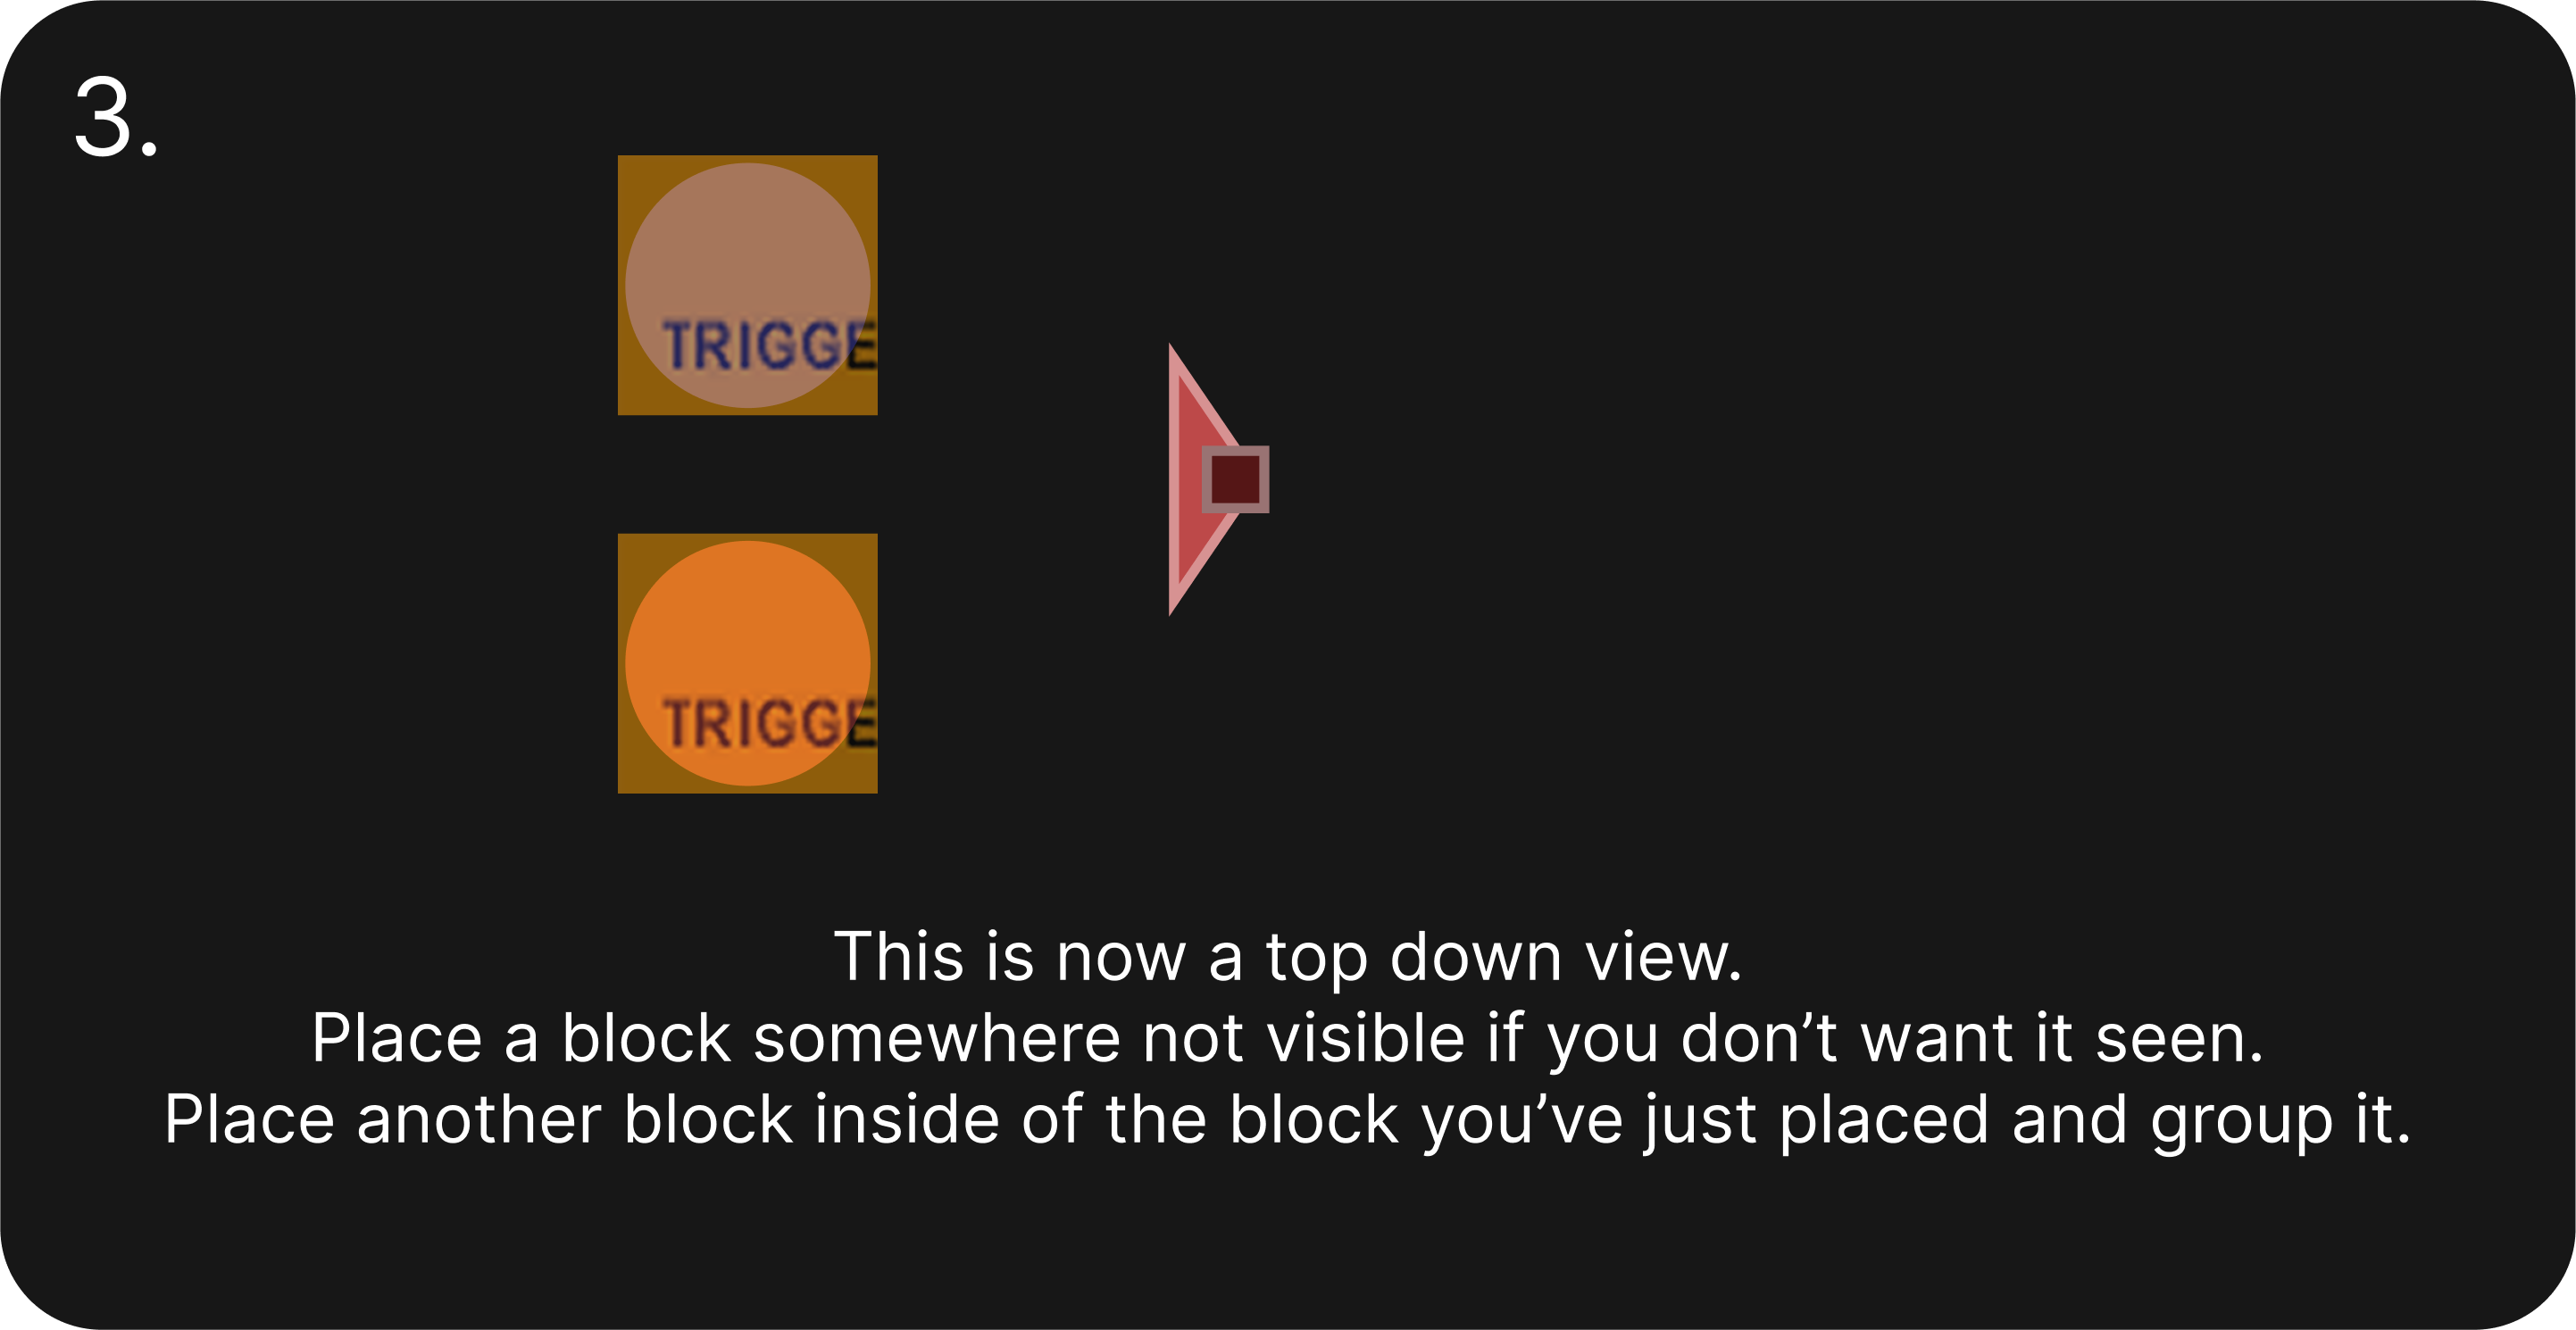 3.
TRIGGE
TRIGGE
This is now a top down view.
Place a block somewhere not visible if you don’t want it seen.
Place another block inside of the block you’ve just placed and group it.